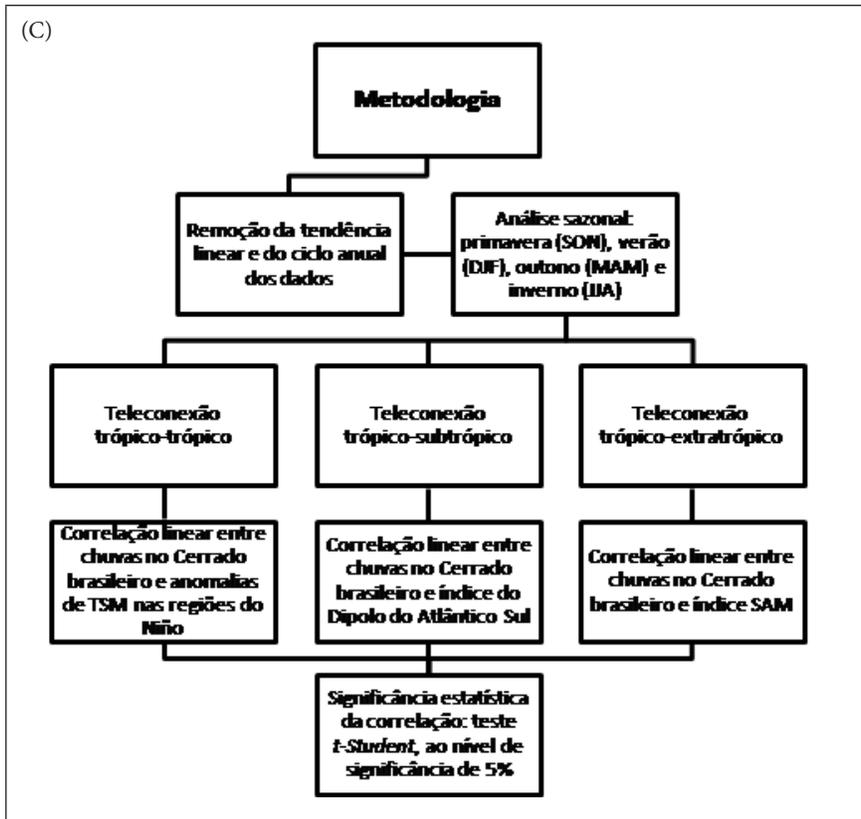 (C)
Metodologia
Remoção da tendência
linear e do ciclo anual
dos dados
Análise sazonal:
primavera (SON), verão
(DJF), outono (MAM) e
inverno (JJA)
Teleconexão
trópico-trópico
Teleconexão
trópico-subtrópico
Teleconexão
trópico-extratrópico
Correlação linear entre
chuvas no Cerrado
brasileiro e anomalias
de TSM nas regiões do
Niño
Correlação linear entre
chuvas no Cerrado
brasileiro e índice do
Dipolo do Atlântico Sul
Correlação linear entre
chuvas no Cerrado
brasileiro e índice SAM
Significância estatística
da correlação: teste
t-Student, ao nível de
significância de 5%